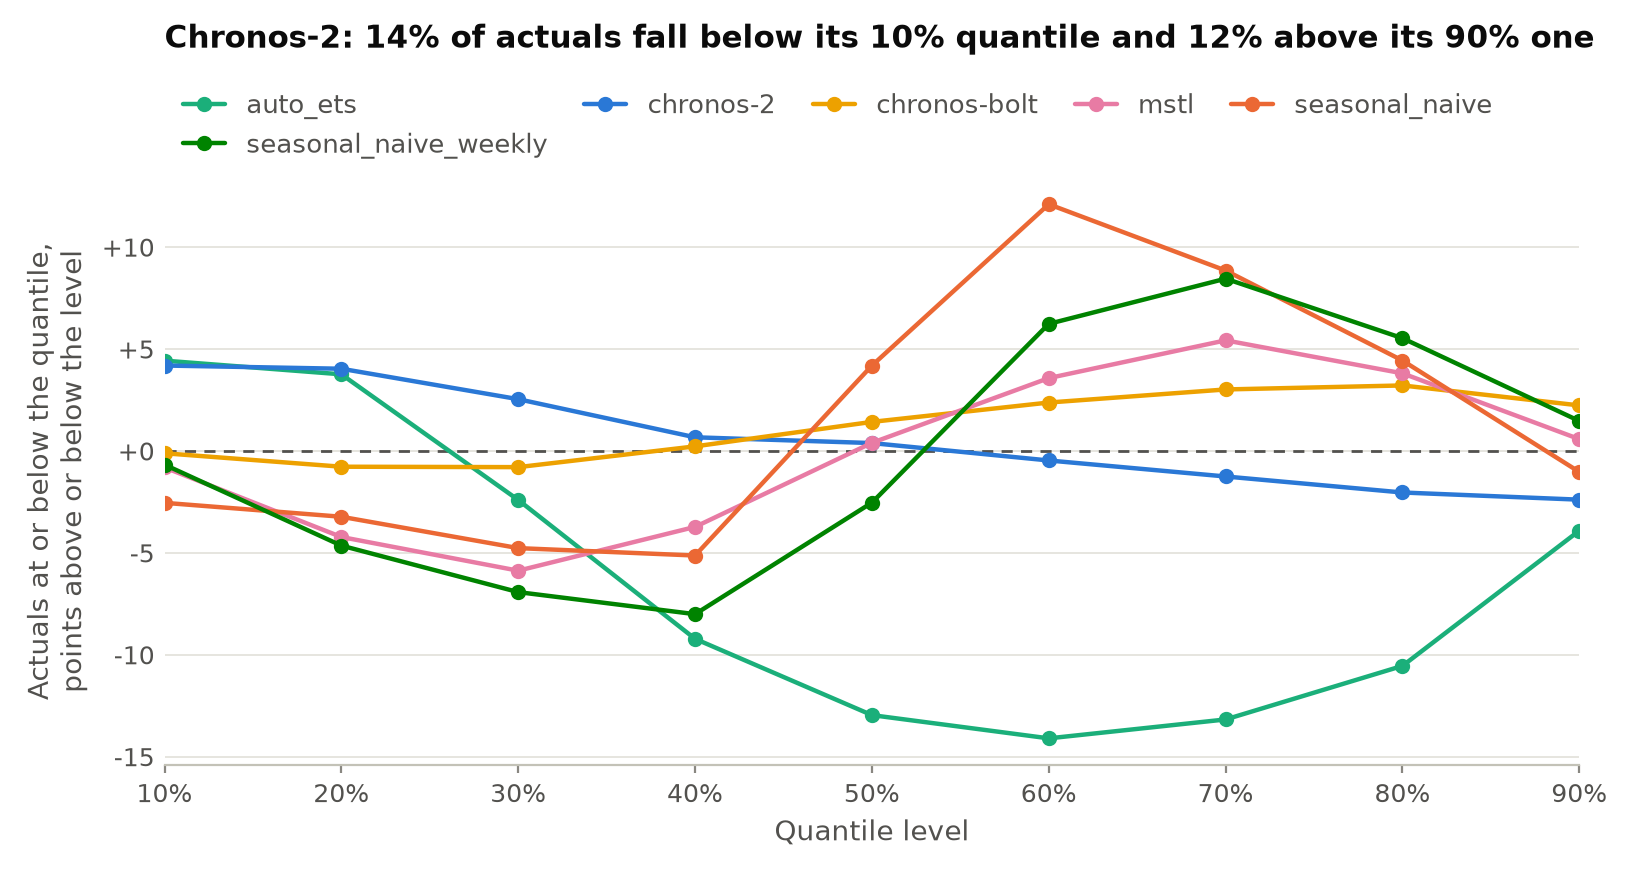 Chronos-2: 14% of actuals fall below its 10% quantile and 12% above its 90% one
auto_ets
chronos-2
chronos-bolt
mstl
seasonal_naive
seasonal_naive_weekly
Actuals at or below the quantile,
points above or below the level
+10
+5
+0
-5
-10
-15
10% 20% 30% 40% 50% 60% 70% 80% 90%
Quantile level